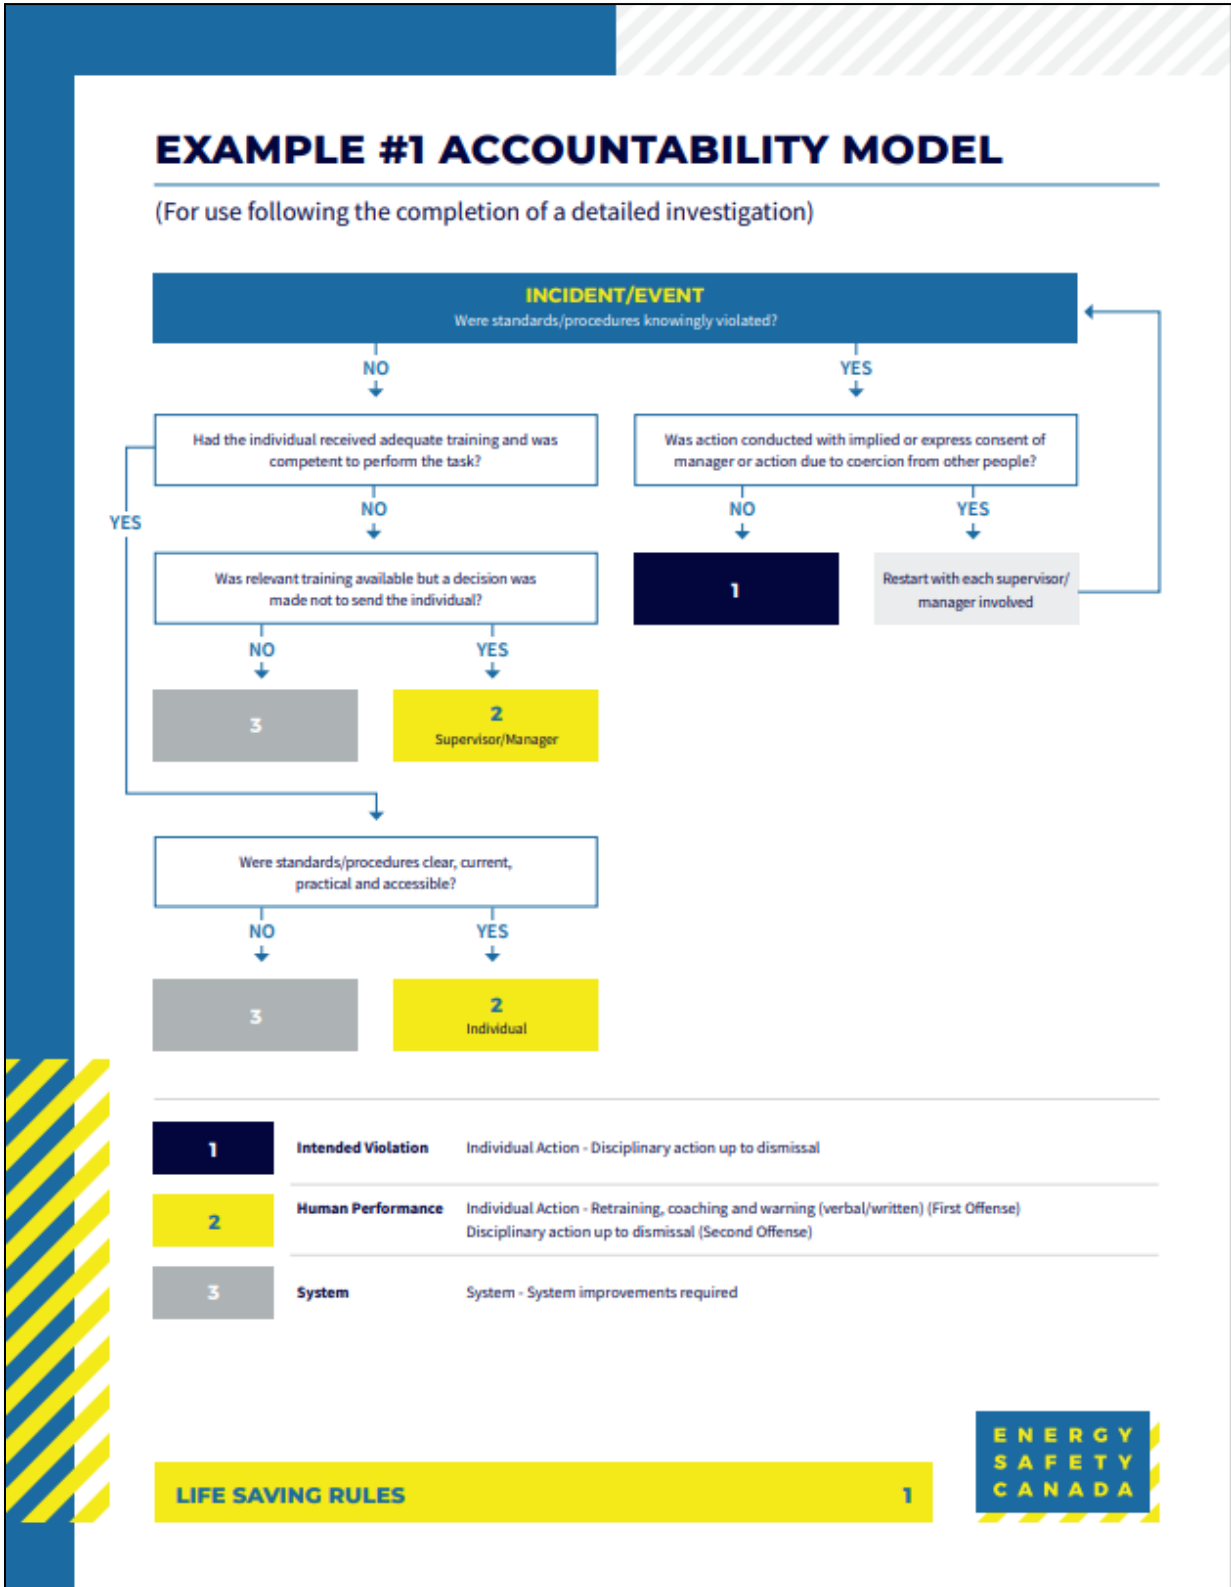 EXAMPLE #1 ACCOUNTABILITY MODEL
(For use following the completion of a detailed investigation)
INCIDENT/EVENT
Were standards/procedures knowingly violated?
NO
YES
Had the individual received adequate training and was
competent to perform the task?
Was action conducted with implied or express consent of
manager or action due to coercion from other people?
YES
NO
NO
YES
Was relevant training available but a decision was
made not to send the individual?
1
Restart with each supervisor/
manager involved
NO
YES
3
2
Supervisor/Manager
Were standards/procedures clear, current,
practical and accessible?
NO
YES
3
2
Individual
1
Intended Violation
Individual Action - Disciplinary action up to dismissal
2
Human Performance
Individual Action - Retraining, coaching and warning (verbal/written) (First Offense)
Disciplinary action up to dismissal (Second Offense)
3
System
System - System improvements required
LIFE SAVING RULES
1
ENERGY
SAFETY
CANADA